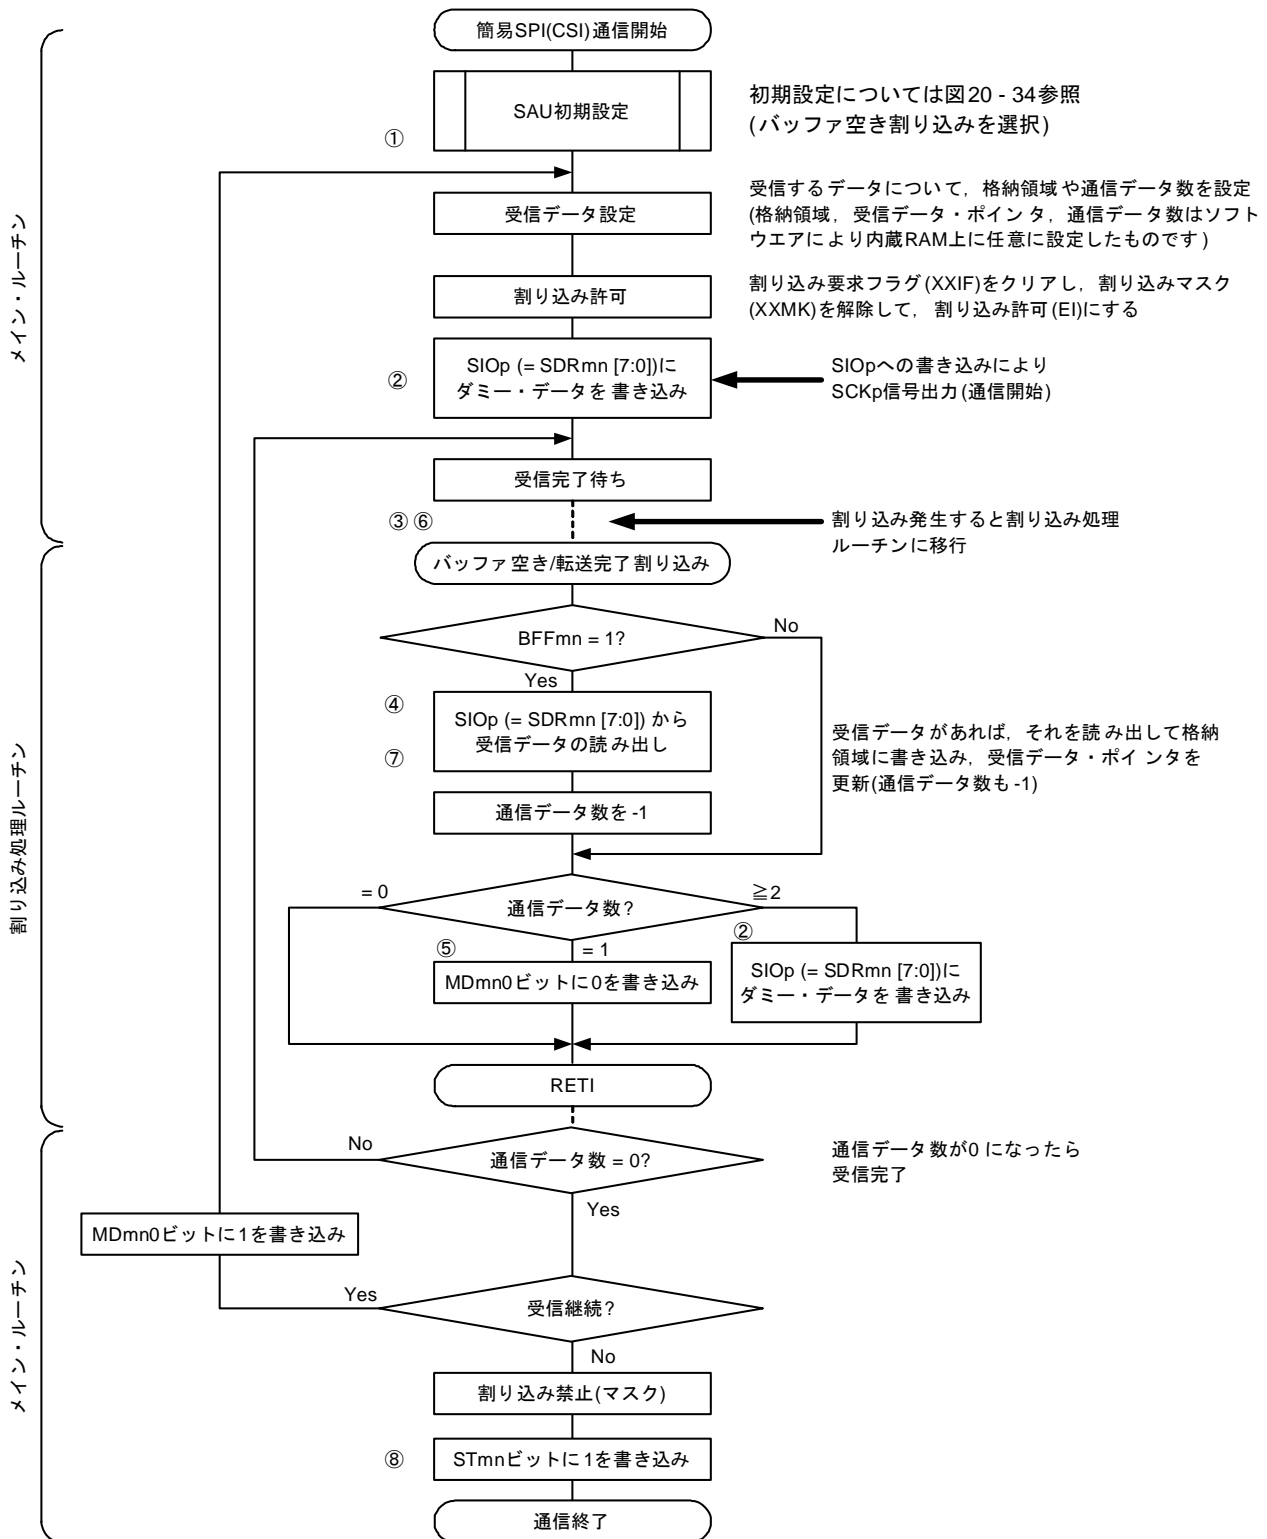 簡易SPI(CSI)通信開始
SAU初期設定
初期設定については図20 - 34参照
(バッファ空き割り込みを選択)
①
受信データ設定
受信するデータについて，格納領域や通信データ数を設定
(格納領域，受信データ・ポインタ，通信データ数はソフト
ウエアにより内蔵RAM上に任意に設定したものです)
メイン・ルーチン
割り込み許可
割り込み要求フラグ(XXIF)をクリアし，割り込みマスク
(XXMK)を解除して，割り込み許可(EI)にする
②
SIOp (= SDRmn [7:0])に
ダミー・データを書き込み
SIOpへの書き込みにより
SCKp信号出力(通信開始)
受信完了待ち
③ ⑥
割り込み発生すると割り込み処理
ルーチンに移行
バッファ空き/転送完了割り込み
BFFmn = 1?
No
Yes
④
SIOp (= SDRmn [7:0]) から
受信データの読み出し
⑦
受信データがあれば，それを読み出して格納
領域に書き込み，受信データ・ポインタを
更新(通信データ数も -1)
通信データ数を -1
割り込み処理ルーチン
= 0
通信データ数?
≧2
= 1
⑤
MDmn0ビットに0を書き込み
②
SIOp (= SDRmn [7:0])に
ダミー・データを書き込み
RETI
No
通信データ数 = 0?
通信データ数が0 になったら
受信完了
Yes
MDmn0ビットに1を書き込み
Yes
受信継続?
No
メイン・ルーチン
割り込み禁止(マスク)
⑧
STmnビットに1を書き込み
通信終了